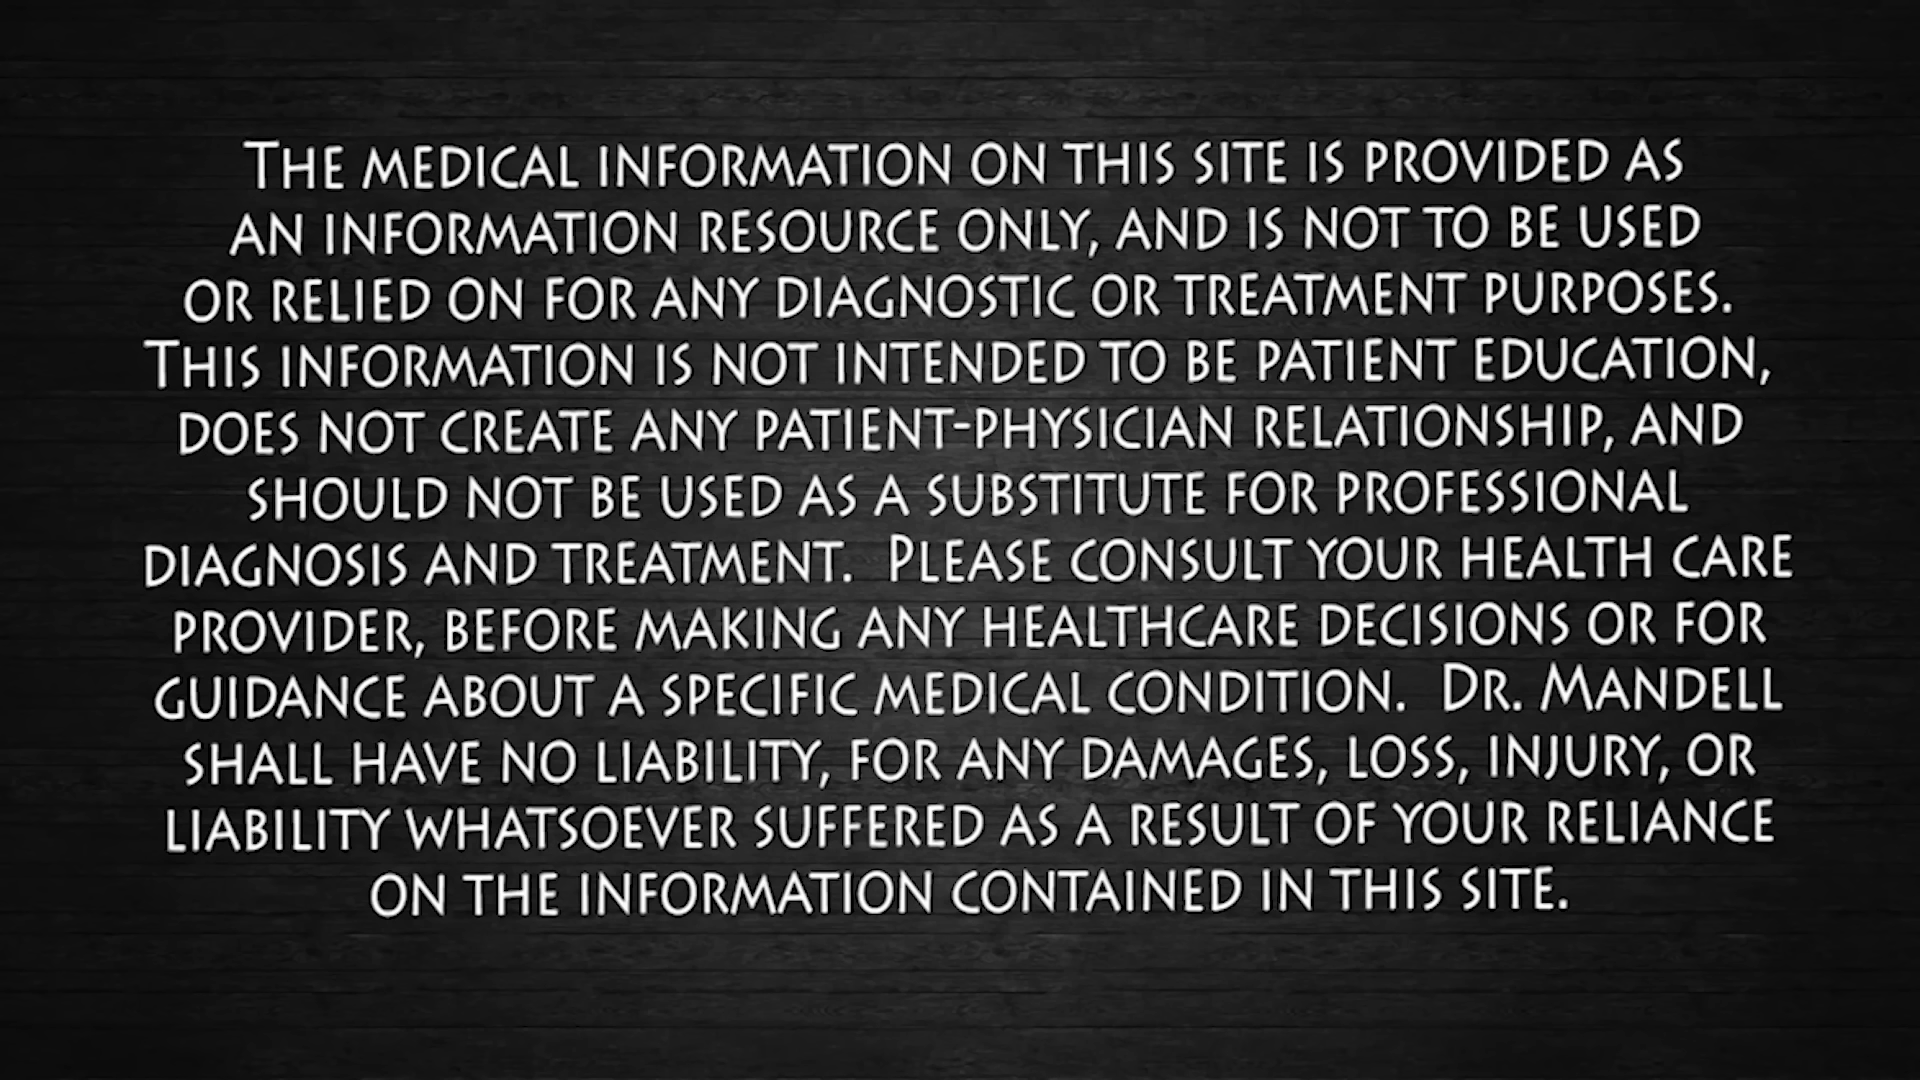 The medical information on this site is provided as
an information resource only, and is not to be used
or relied on for any diagnostic or treatment purposes.
This information is not intended to be patient education,
does not create any patient-physician relationship, and
should not be used as a substitute for professional
diagnosis and treatment. Please consult your health care
provider, before making any healthcare decisions or for
guidance about a specific medical condition. Dr. Mandell
shall have no liability, for any damages, loss, injury, or
liability whatsoever suffered as a result of your reliance
on the information contained in this site.